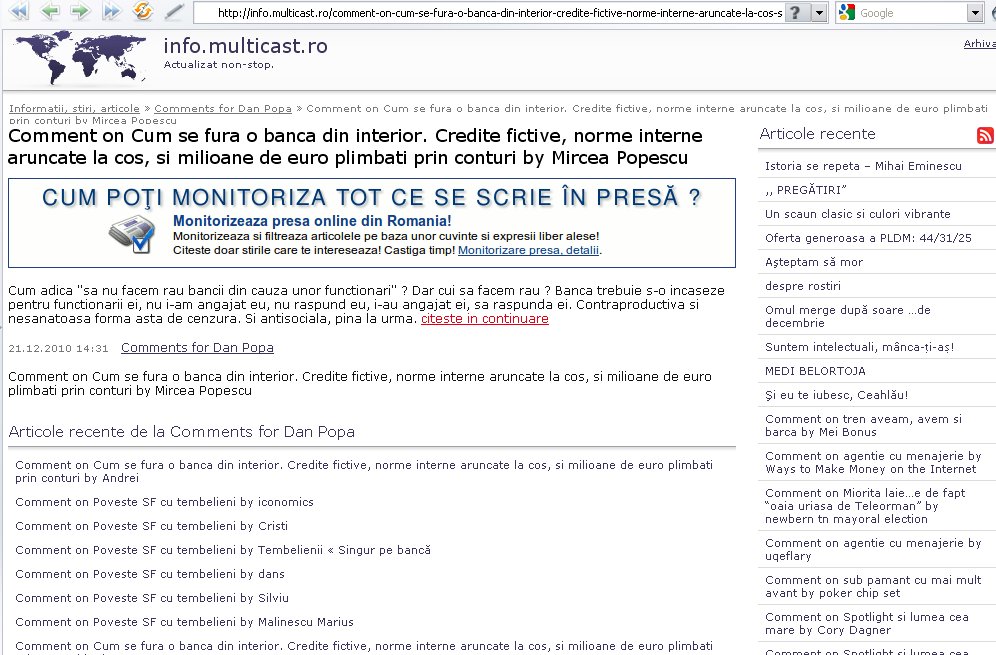 http://info.multicast.ro/comment-on-cum-se-fura-o-banca-din-interior-credite-fictive-norme-interne-aruncate-la-cos-s
?
Google
info.multicast.ro
Actualizat non-stop.
Arhiva
Informatii, stiri, articole » Comments for Dan Popa » Comment on Cum se fura o banca din interior. Credite fictive, norme interne aruncate la cos, si milioane de euro plimbati
prin conturi by Mircea Popescu
Comment on Cum se fura o banca din interior. Credite fictive, norme interne
aruncate la cos, si milioane de euro plimbati prin conturi by Mircea Popescu
CUM POȚI MONITORIZA TOT CE SE SCRIE ÎN PRESĂ ?
Monitorizeaza presa online din Romania!
Monitorizeaza si filtreaza articolele pe baza unor cuvinte si expresii liber alese!
Citeste doar stirile care te intereseaza! Castiga timp! Monitorizare presa, detalii.
Cum adica "sa nu facem rau bancii din cauza unor functionari" ? Dar cui sa facem rau ? Banca trebuie s-o incaseze
pentru functionarii ei, nu i-am angajat eu, nu raspund eu, i-au angajat ei, sa raspunda ei. Contraproductiva si
nesanatoasa forma asta de cenzura. Si antisociala, pina la urma. citeste in continuare
21.12.2010 14:31 Comments for Dan Popa
Comment on Cum se fura o banca din interior. Credite fictive, norme interne aruncate la cos, si milioane de euro
plimbati prin conturi by Mircea Popescu
Articole recente de la Comments for Dan Popa
Comment on Cum se fura o banca din interior. Credite fictive, norme interne aruncate la cos, si milioane de euro plimbati
prin conturi by Andrei
Comment on Poveste SF cu tembelieni by iconomics
Comment on Poveste SF cu tembelieni by Cristi
Comment on Poveste SF cu tembelieni by Tembelienii « Singur pe bancă
Comment on Poveste SF cu tembelieni by dans
Comment on Poveste SF cu tembelieni by Silviu
Comment on Poveste SF cu tembelieni by Malinescu Marius
Comment on Cum se fura o banca din interior. Credite fictive, norme interne aruncate la cos, si milioane de euro plimbati
Articole recente
Istoria se repeta – Mihai Eminescu
,, PREGĂTIRI”
Un scaun clasic si culori vibrante
Oferta generoasa a PLDM: 44/31/25
Aşteptam să mor
despre rostiri
Omul merge după soare …de
decembrie
Suntem intelectuali, mânca-ți-aș!
MEDI BELORTOJA
Şi eu te iubesc, Ceahlău!
Comment on tren aveam, avem si
barca by Mei Bonus
Comment on agentie cu menajerie by
Ways to Make Money on the Internet
Comment on Miorita laie…e de fapt
“oaia uriasa de Teleorman” by
newbern tn mayoral election
Comment on agentie cu menajerie by
uqeflary
Comment on sub pamant cu mai mult
avant by poker chip set
Comment on Spotlight si lumea cea
mare by Cory Dagner
Comment on Spotlight si lumea cea